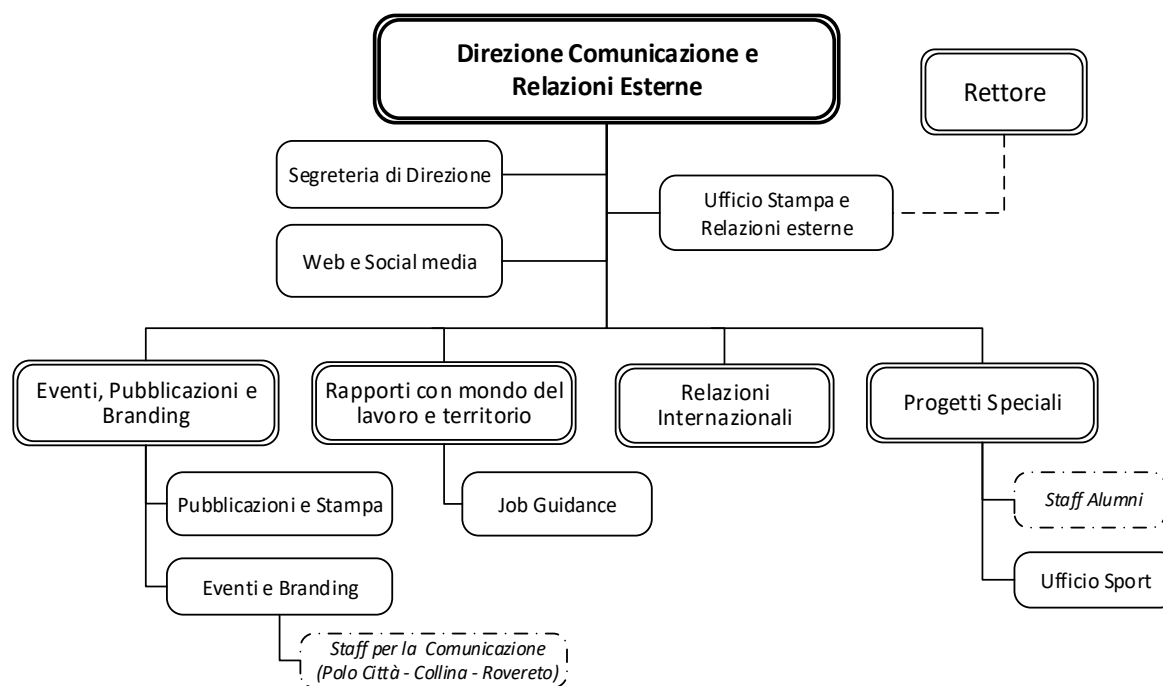 Direzione Comunicazione e
Relazioni Esterne
Rettore
Segreteria di Direzione
Ufficio Stampa e
Relazioni esterne
Web e Social media
Eventi, Pubblicazioni e
Branding
Rapporti con mondo del
lavoro e territorio
Relazioni
Internazionali
Progetti Speciali
Pubblicazioni e Stampa
Job Guidance
Staff Alumni
Eventi e Branding
Ufficio Sport
Staff per la Comunicazione
(Polo Città - Collina - Rovereto)